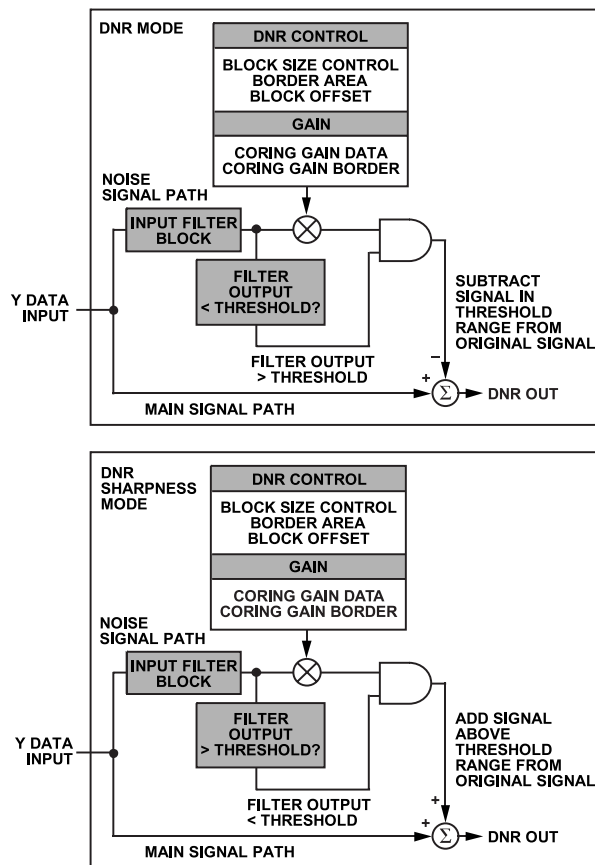 DNR MODE
DNR CONTROL
BLOCK SIZE CONTROL
BORDER AREA
BLOCK OFFSET
GAIN
CORING GAIN DATA
CORING GAIN BORDER
NOISE
SIGNAL PATH
INPUT FILTER
BLOCK
FILTER
OUTPUT
< THRESHOLD?
Y DATA
INPUT
SUBTRACT
SIGNAL IN
THRESHOLD
RANGE FROM
ORIGINAL SIGNAL
FILTER OUTPUT
> THRESHOLD
–
+
Σ
DNR OUT
MAIN SIGNAL PATH
DNR
SHARPNESS
MODE
DNR CONTROL
BLOCK SIZE CONTROL
BORDER AREA
BLOCK OFFSET
GAIN
CORING GAIN DATA
CORING GAIN BORDER
NOISE
SIGNAL PATH
INPUT FILTER
BLOCK
FILTER
OUTPUT
> THRESHOLD?
Y DATA
INPUT
ADD SIGNAL
ABOVE
THRESHOLD
RANGE FROM
ORIGINAL SIGNAL
FILTER OUTPUT
< THRESHOLD
+
+
Σ
DNR OUT
MAIN SIGNAL PATH